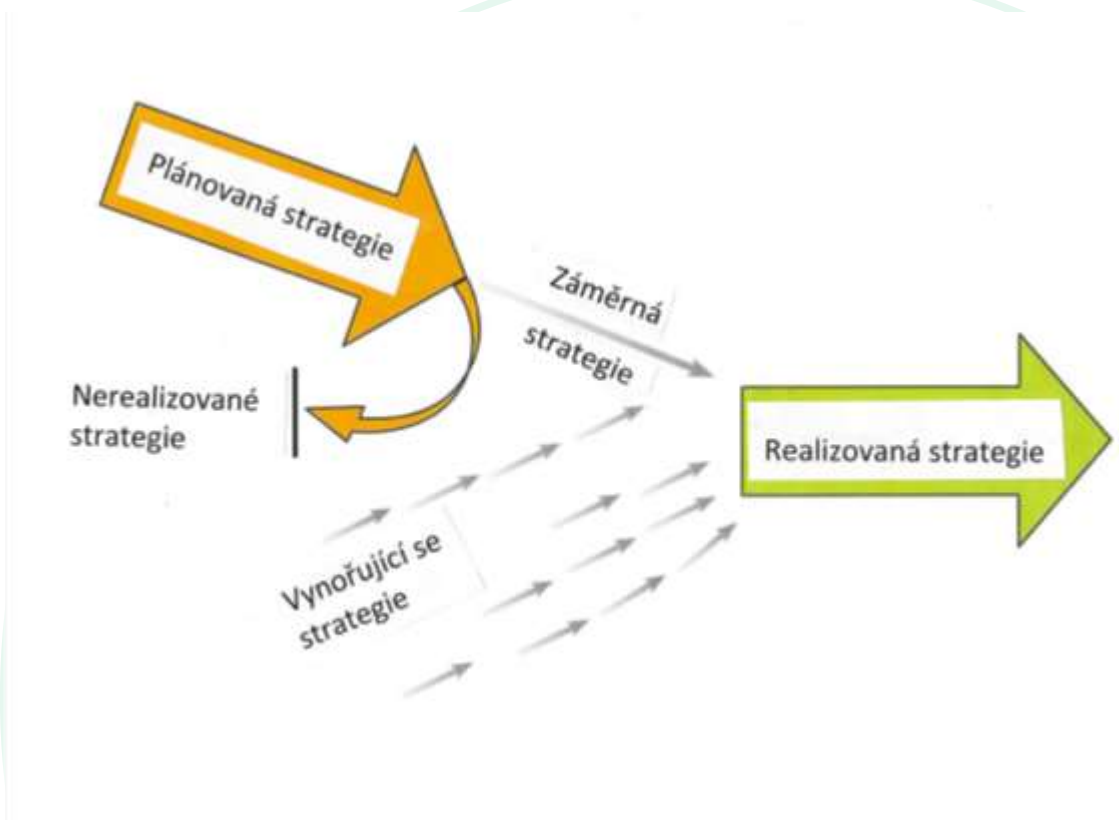 Plánovaná strategie
Záměrná
strategie
Nerealizované
strategie
Realizovaná strategie
Vynořující se
strategie